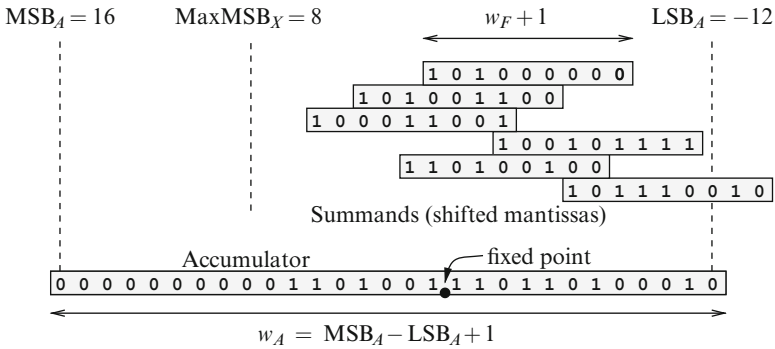 MSB_A = 16 MaxMSB_X = 8 w_F + 1 LSB_A = −12
1 0 1 0 0 0 0 0 0
1 0 1 0 0 1 1 0 0
1 0 0 0 1 1 0 0 1
1 0 0 1 0 1 1 1 1
1 1 0 1 0 0 1 0 0
1 0 1 1 1 0 0 1 0
Summands (shifted mantissas)
Accumulator fixed point
0 0 0 0 0 0 0 0 0 0 1 1 0 1 0 0 1 1 1 0 1 1 0 1 0 0 0 1 0
w_A = MSB_A − LSB_A + 1